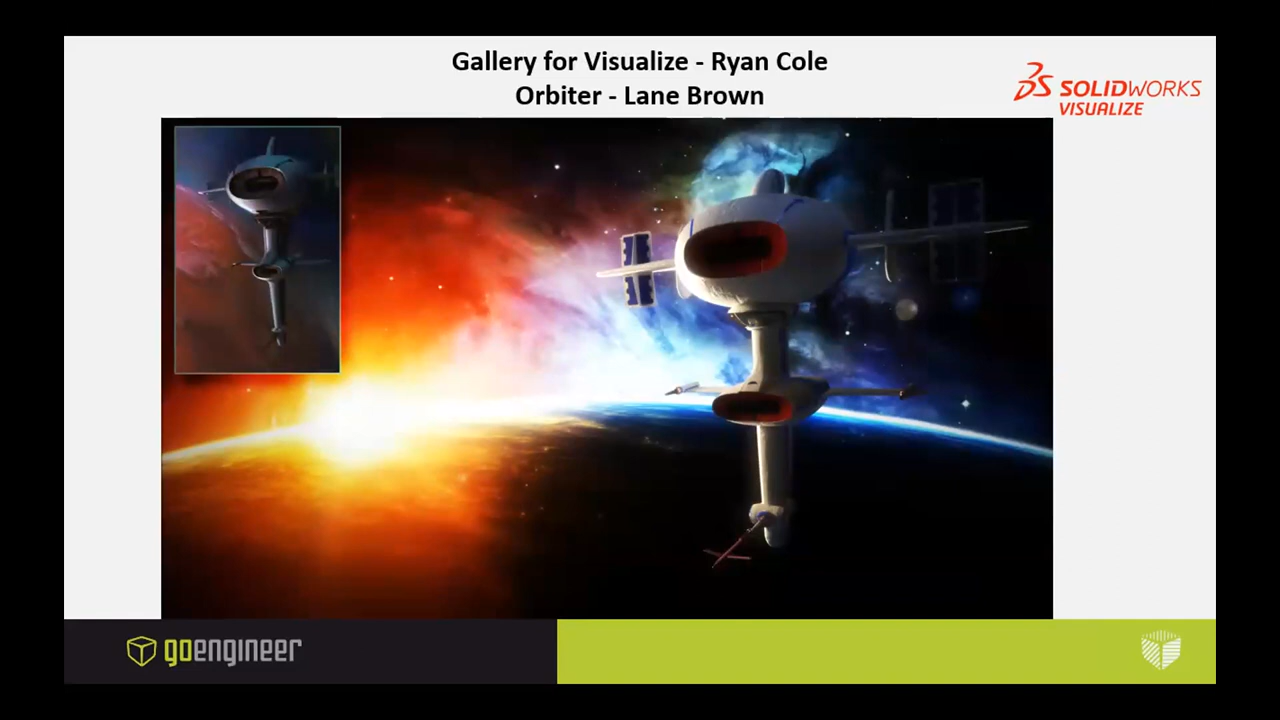 Gallery for Visualize - Ryan Cole
Orbiter - Lane Brown
SOLIDWORKS
VISUALIZE
goengineer